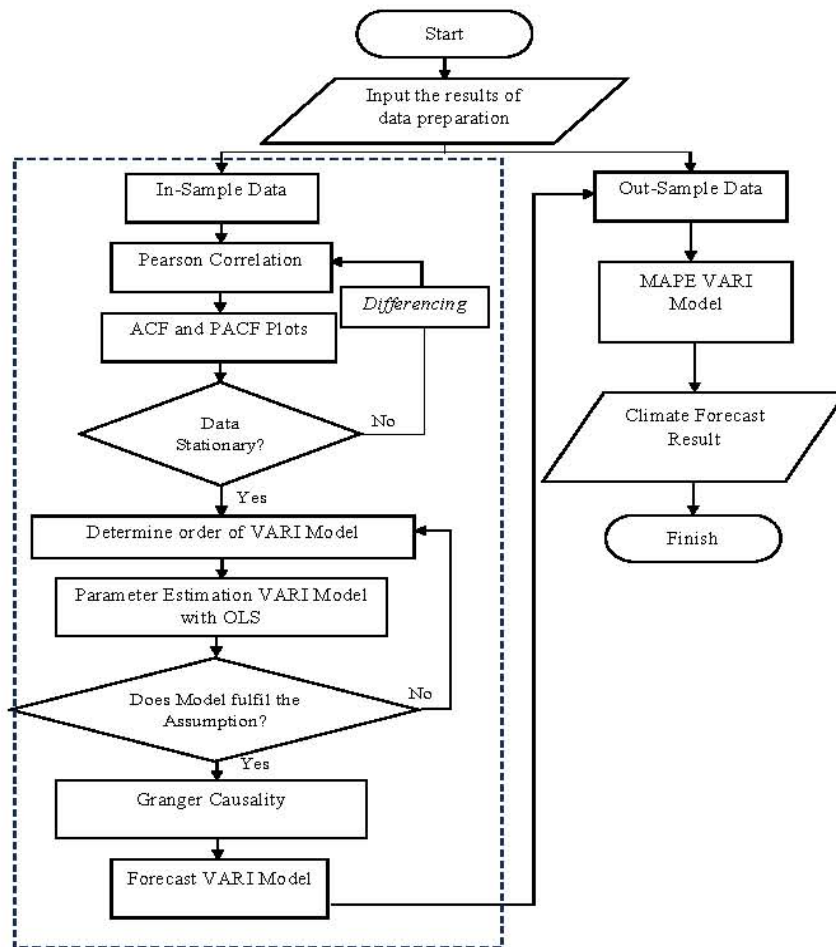 Start
Input the results of
data preparation
In-Sample Data
Pearson Correlation
Differencing
ACF and PACF Plots
Data
Stationary?
No
Yes
Determine order of VARI Model
Parameter Estimation VARI Model
with OLS
Does Model fulfil the
Assumption?
No
Yes
Granger Causality
Forecast VARI Model
Out-Sample Data
MAPE VARI
Model
Climate Forecast
Result
Finish